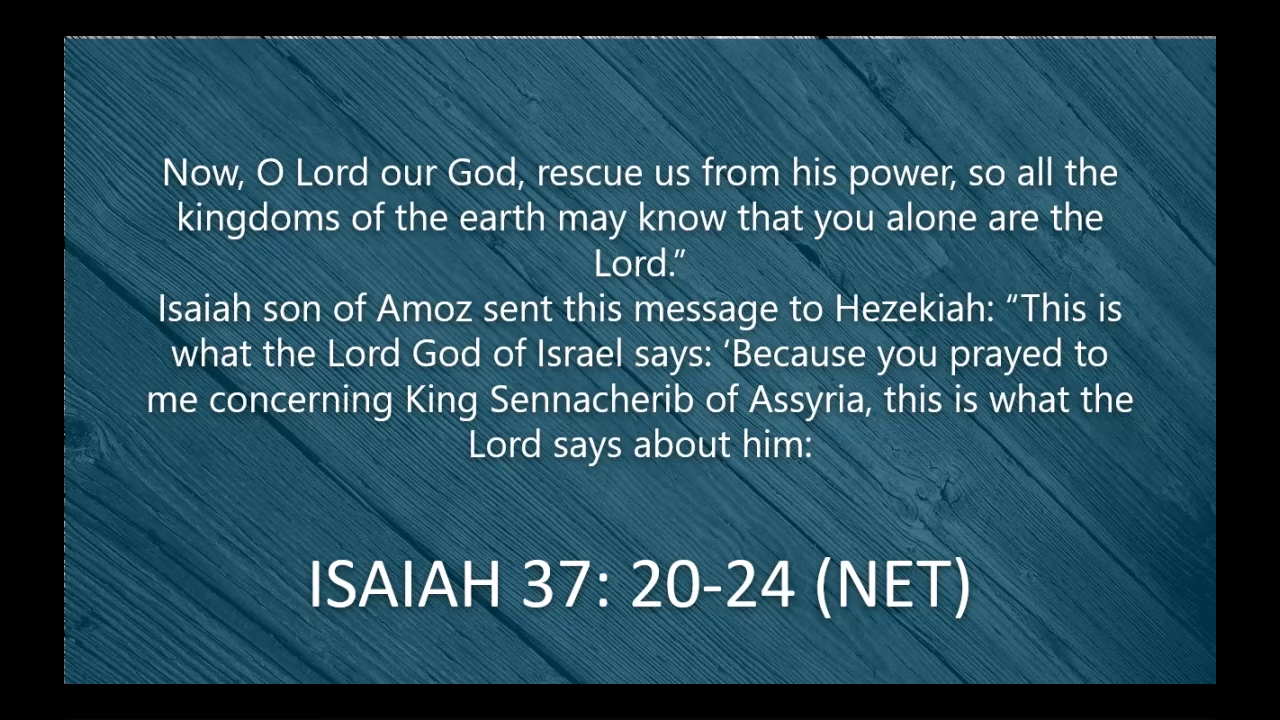 Now, O Lord our God, rescue us from his power, so all the
kingdoms of the earth may know that you alone are the
Lord.”
Isaiah son of Amoz sent this message to Hezekiah: “This is
what the Lord God of Israel says: ‘Because you prayed to
me concerning King Sennacherib of Assyria, this is what the
Lord says about him:
ISAIAH 37: 20-24 (NET)